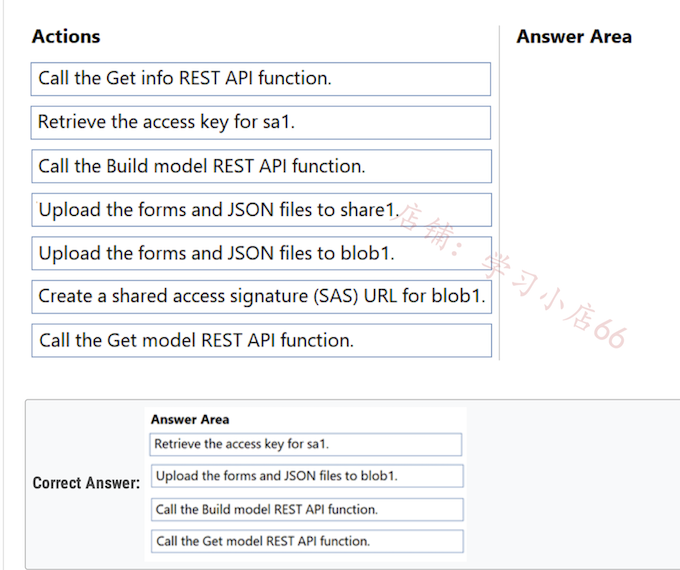 Actions
Answer Area
Call the Get info REST API function.
Retrieve the access key for sa1.
Call the Build model REST API function.
Upload the forms and JSON files to share1.
Upload the forms and JSON files to blob1.
Create a shared access signature (SAS) URL for blob1.
Call the Get model REST API function.
店铺：学习小店66
Answer Area
Correct Answer:
Retrieve the access key for sa1.
Upload the forms and JSON files to blob1.
Call the Build model REST API function.
Call the Get model REST API function.